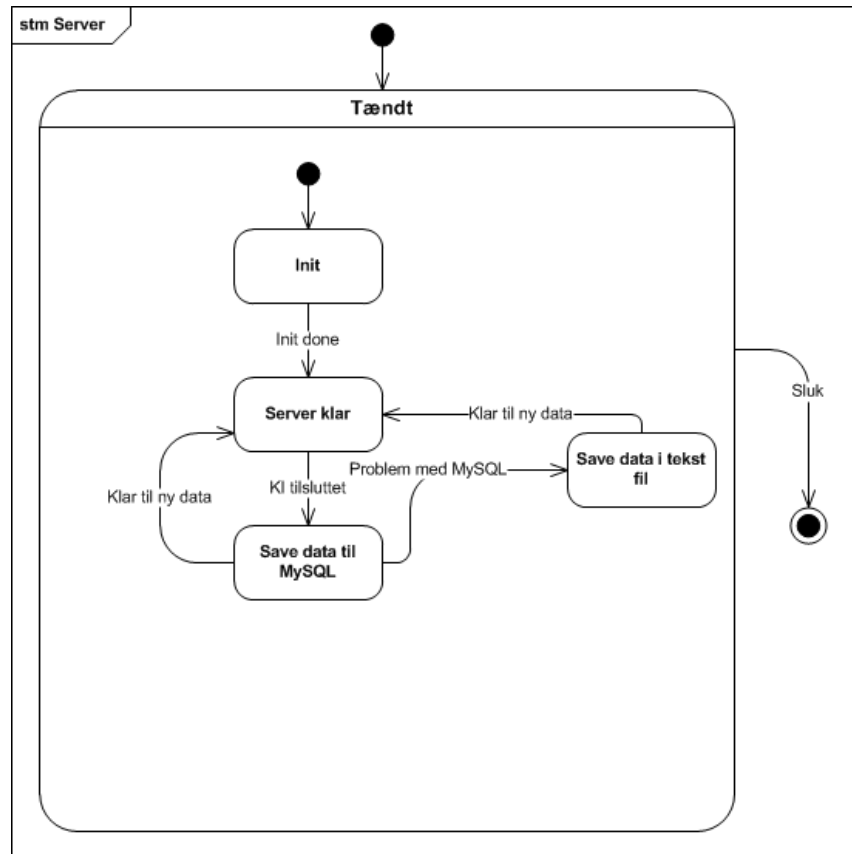 stm Server
Tændt
Init
Init done
Server klar
Klar til ny data
Problem med MySQL
Save data i tekst
fil
KI tilsluttet
Klar til ny data
Save data til
MySQL
Sluk